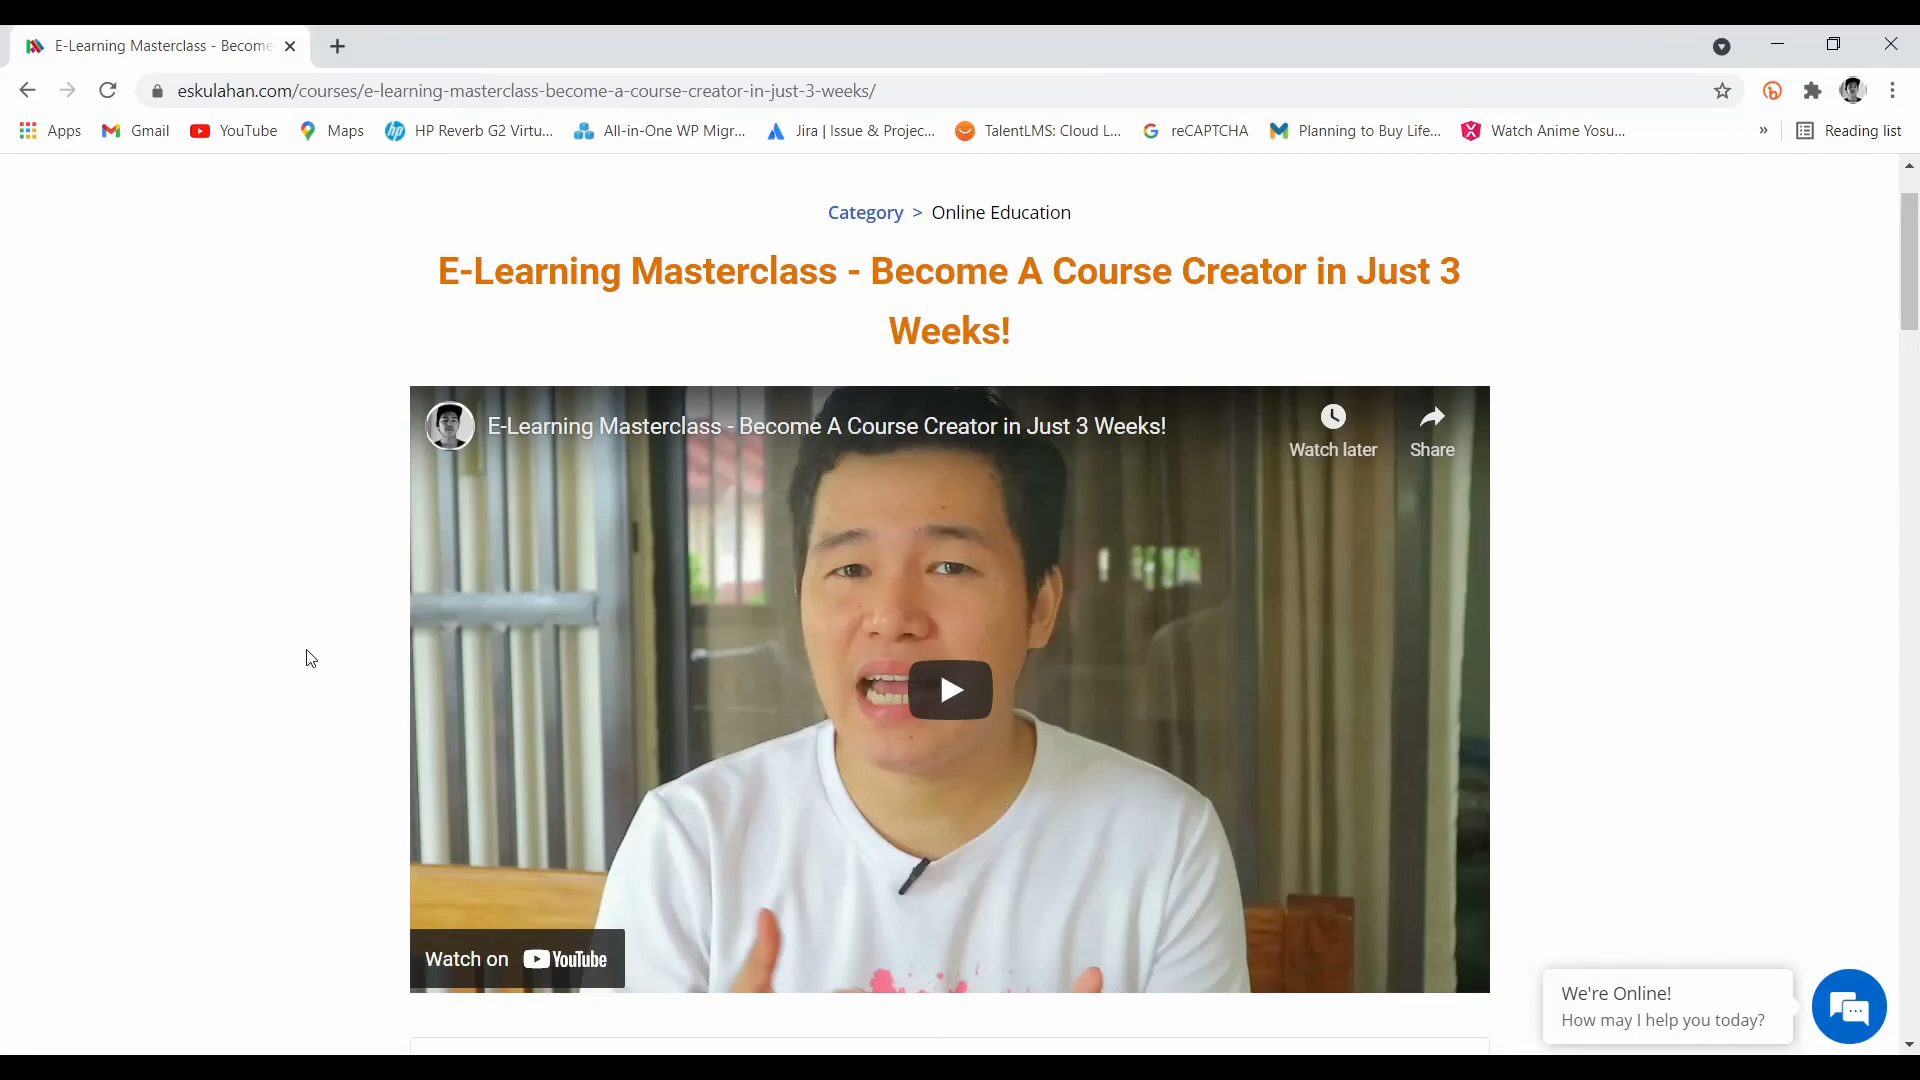 E-Learning Masterclass - Become
eskulahan.com/courses/e-learning-masterclass-become-a-course-creator-in-just-3-weeks/
Apps Gmail YouTube Maps HP Reverb G2 Virtu... All-in-One WP Migr... Jira | Issue & Projec... TalentLMS: Cloud L... reCAPTCHA Planning to Buy Life... Watch Anime Yosu... » Reading list
Category > Online Education
E-Learning Masterclass - Become A Course Creator in Just 3
Weeks!
E-Learning Masterclass - Become A Course Creator in Just 3 Weeks!
Watch later Share
Watch on YouTube
We're Online!
How may I help you today?